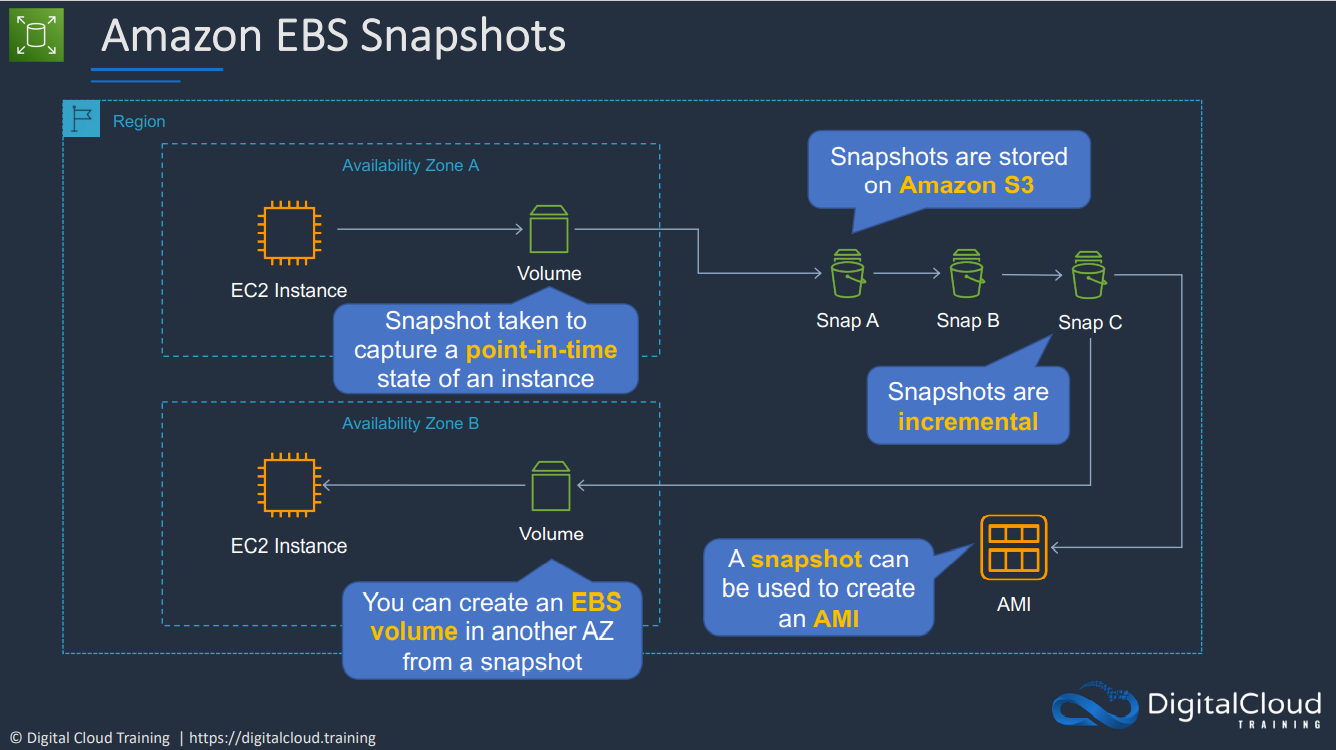 Amazon EBS Snapshots
Region
Availability Zone A
EC2 Instance
Volume
Snapshot taken to
capture a point-in-time
state of an instance
Snapshots are stored
on Amazon S3
Snap A
Snap B
Snap C
Snapshots are
incremental
Availability Zone B
EC2 Instance
Volume
You can create an EBS
volume in another AZ
from a snapshot
A snapshot can
be used to create
an AMI
AMI
DigitalCloud
TRAINING
© Digital Cloud Training | https://digitalcloud.training